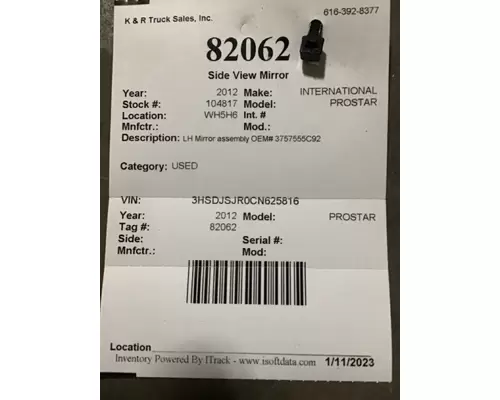 K & R Truck Sales, Inc. 616-392-8377
82062
Side View Mirror
Year: 2012 Make: INTERNATIONAL
Stock #: 104817 Model: PROSTAR
Location: WH5H6 Int. #
Mnfctr.: Mod.:
Description: LH Mirror assembly OEM# 3757555C92
Category: USED
VIN: 3HSDJSJR0CN625816
Year: 2012 Model: PROSTAR
Tag #: 82062
Side: Serial #:
Mnfctr.: Mod:
Location
Inventory Powered By ITrack - www.isoftdata.com 1/11/2023